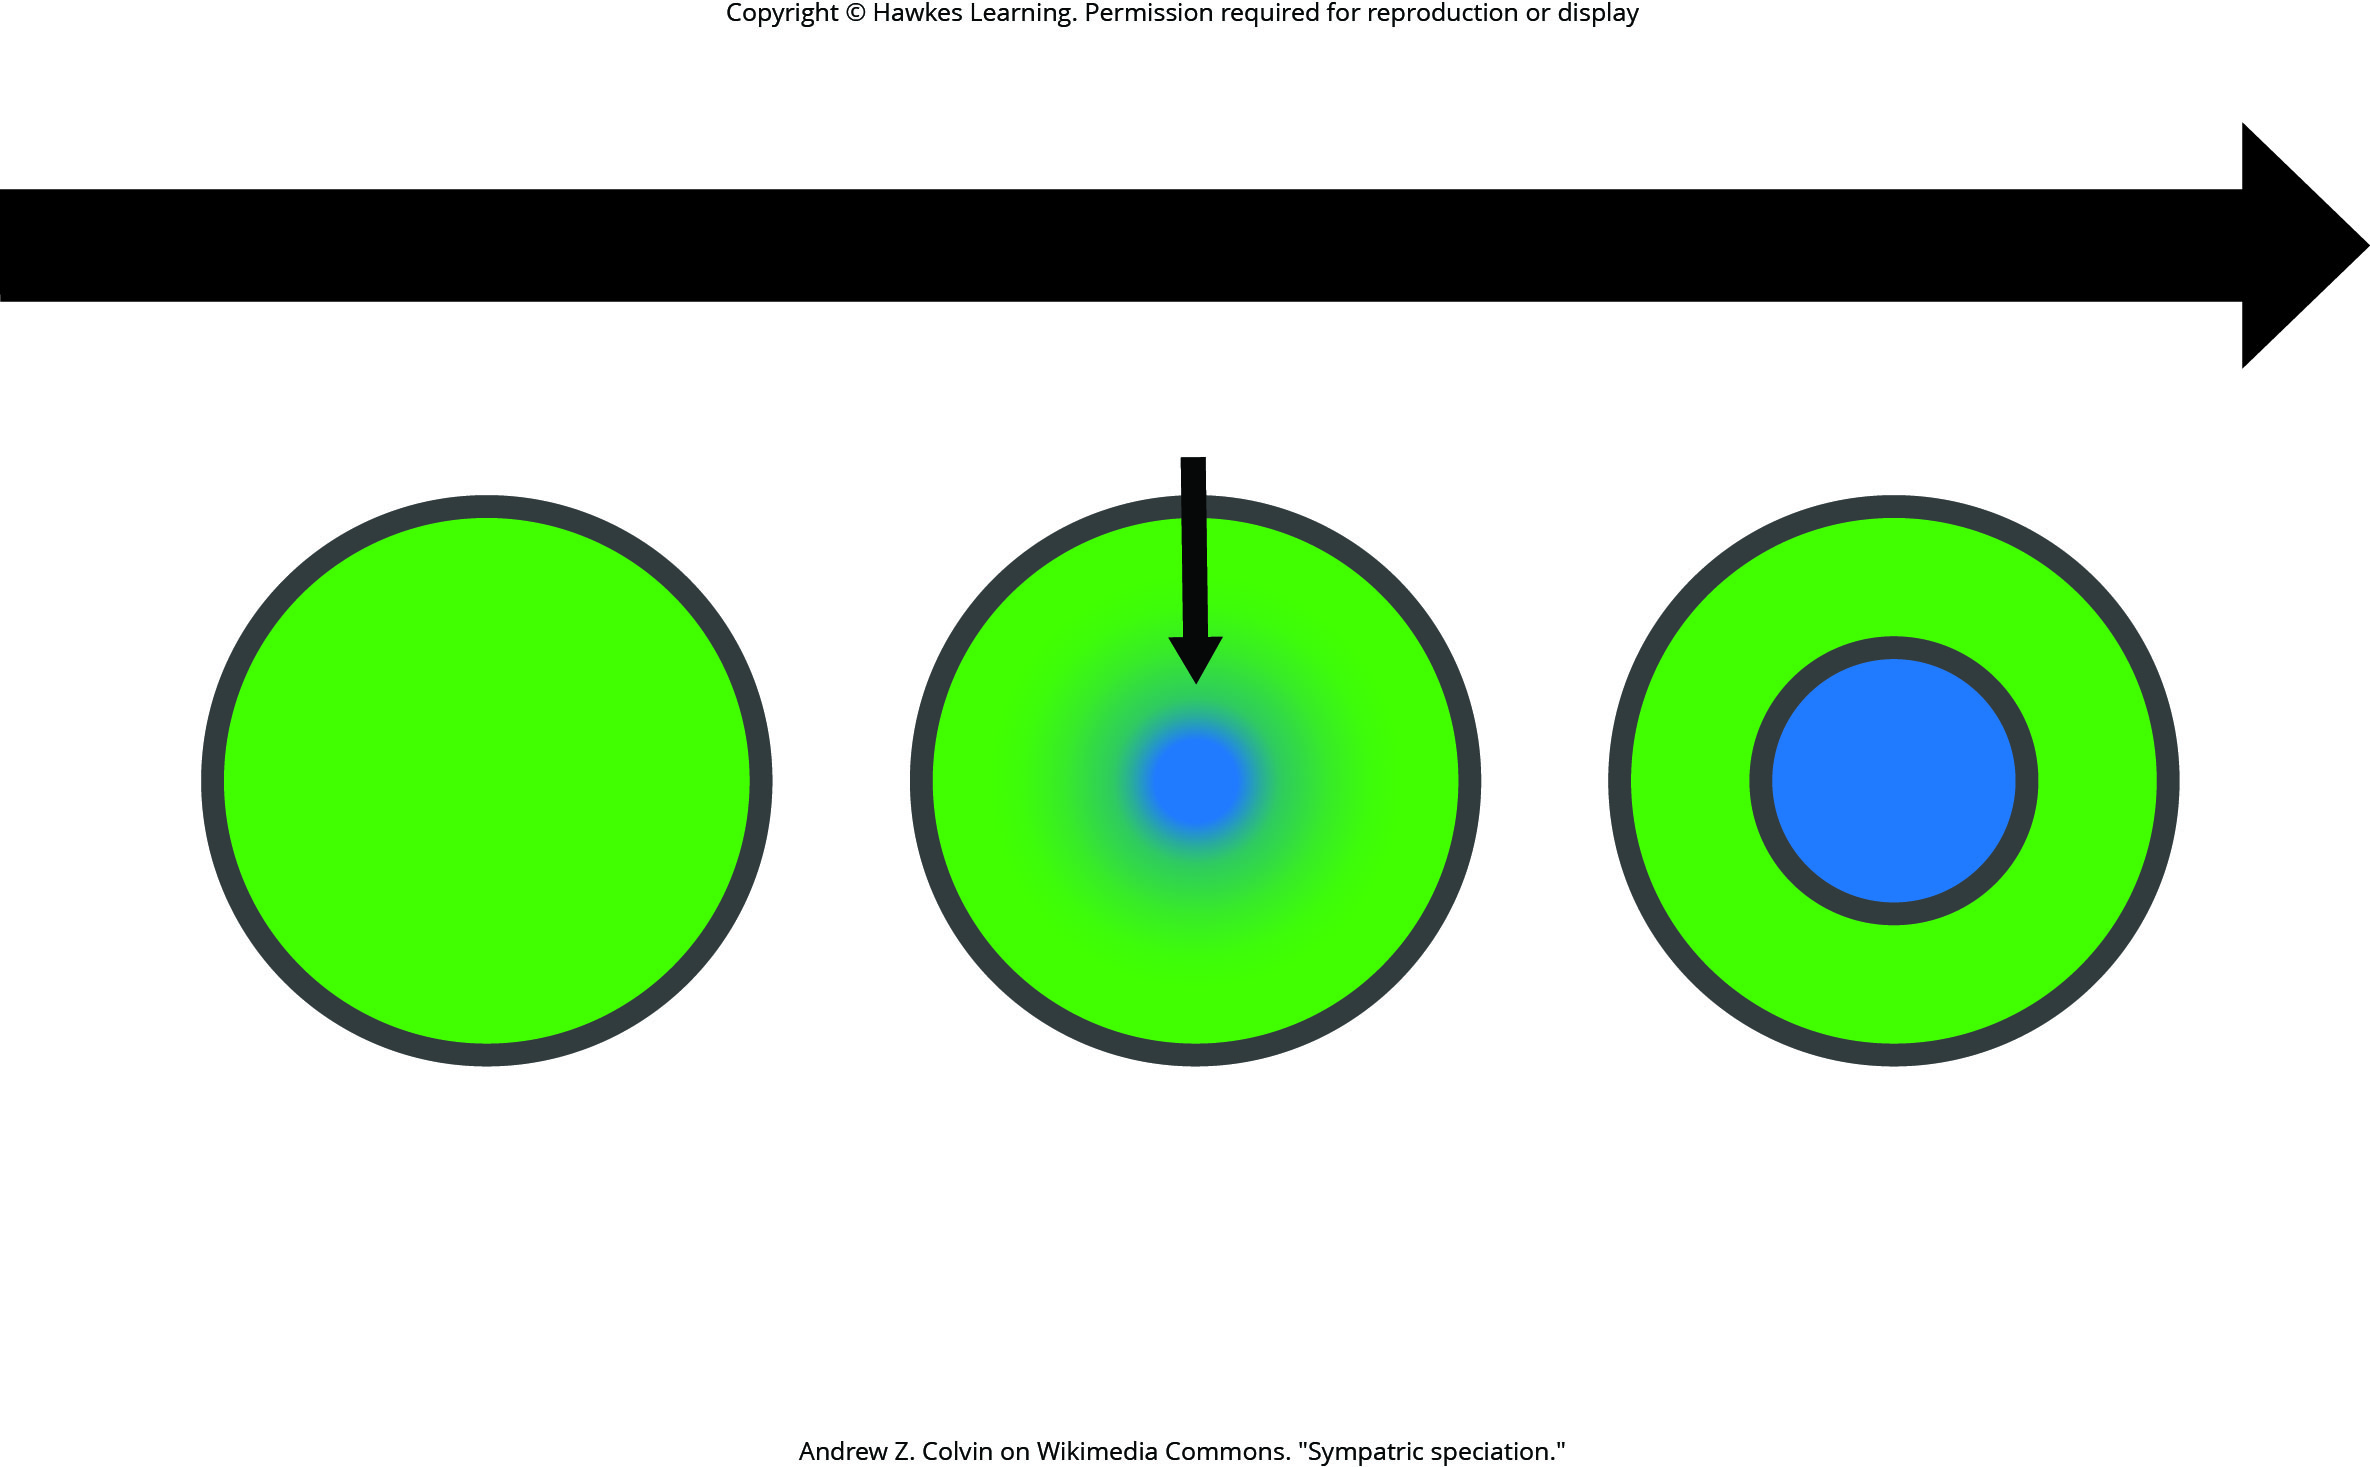 Copyright © Hawkes Learning. Permission required for reproduction or display
Andrew Z. Colvin on Wikimedia Commons. "Sympatric speciation."